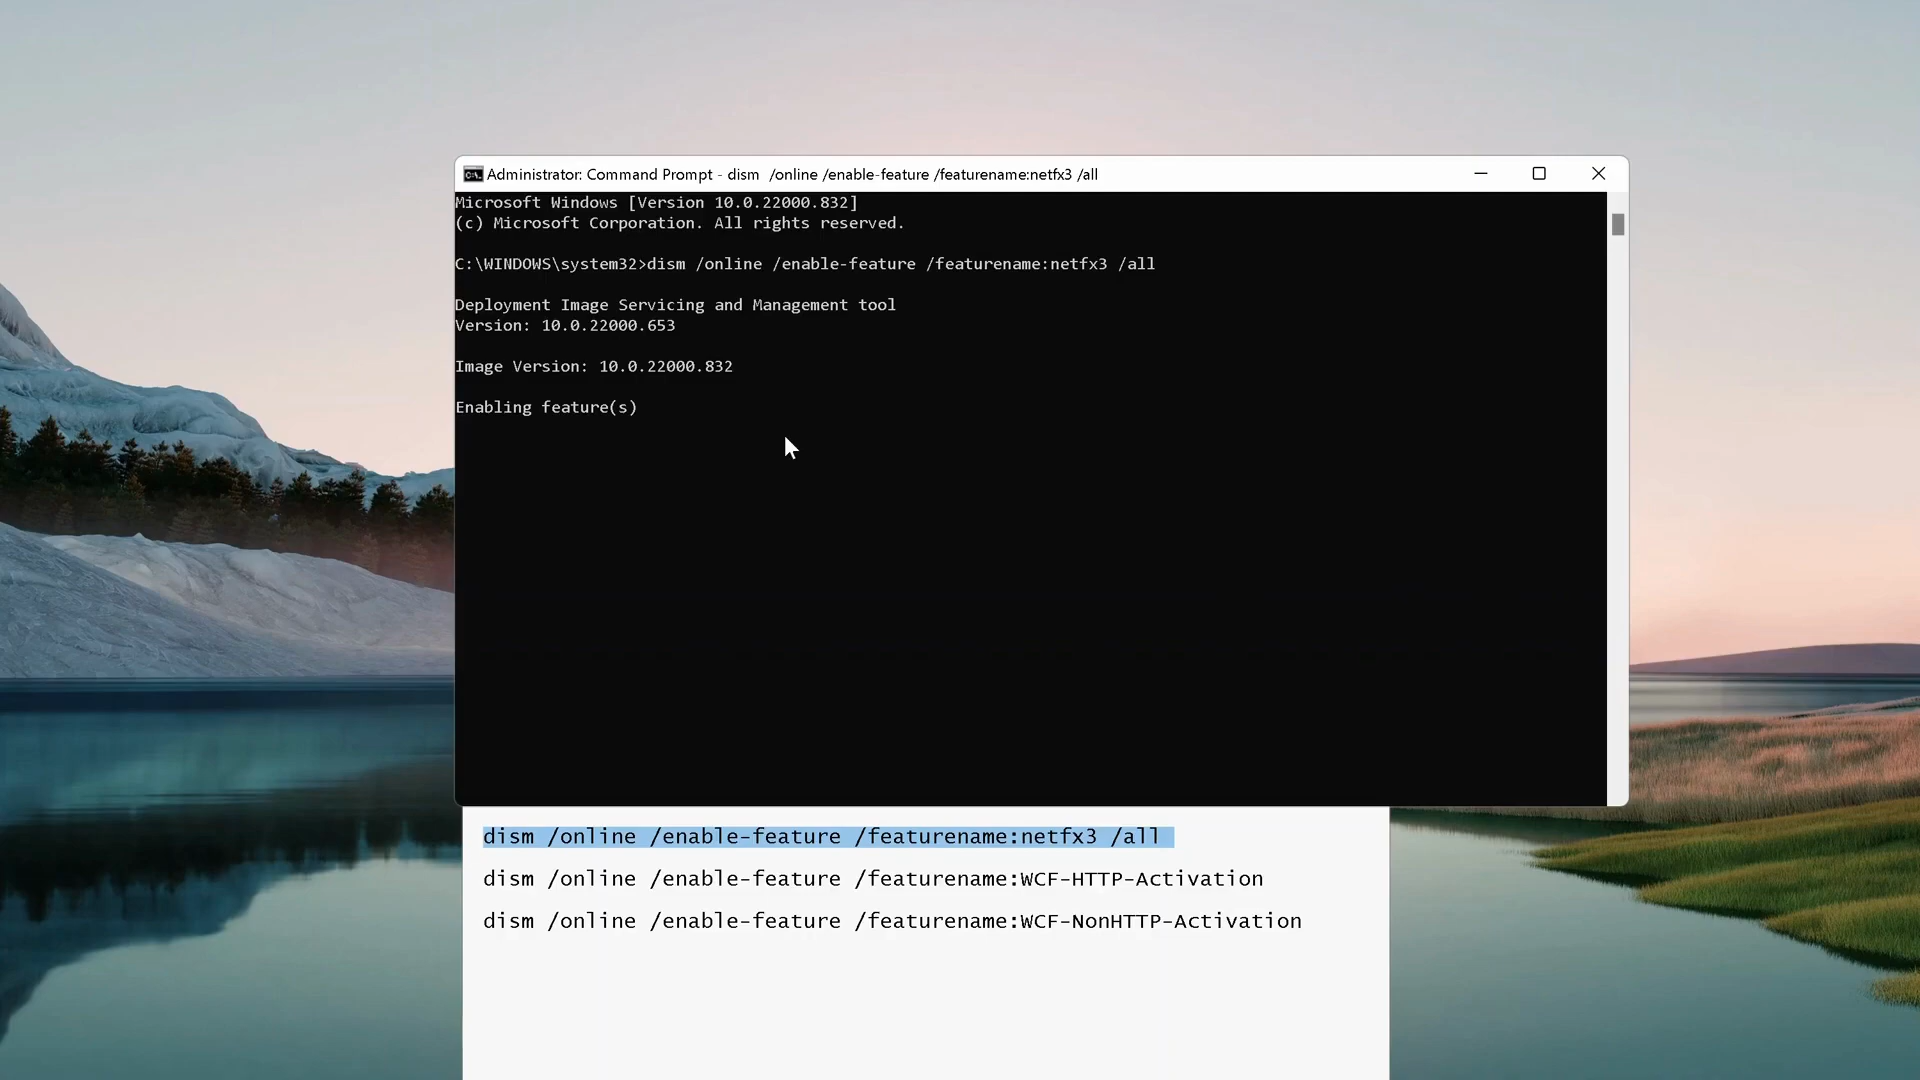 Administrator: Command Prompt - dism  /online /enable-feature /featurename:netfx3 /all
Microsoft Windows [Version 10.0.22000.832]
(c) Microsoft Corporation. All rights reserved.
C:\WINDOWS\system32>dism /online /enable-feature /featurename:netfx3 /all
Deployment Image Servicing and Management tool
Version: 10.0.22000.653
Image Version: 10.0.22000.832
Enabling feature(s)
dism /online /enable-feature /featurename:netfx3 /all
dism /online /enable-feature /featurename:WCF-HTTP-Activation
dism /online /enable-feature /featurename:WCF-NonHTTP-Activation